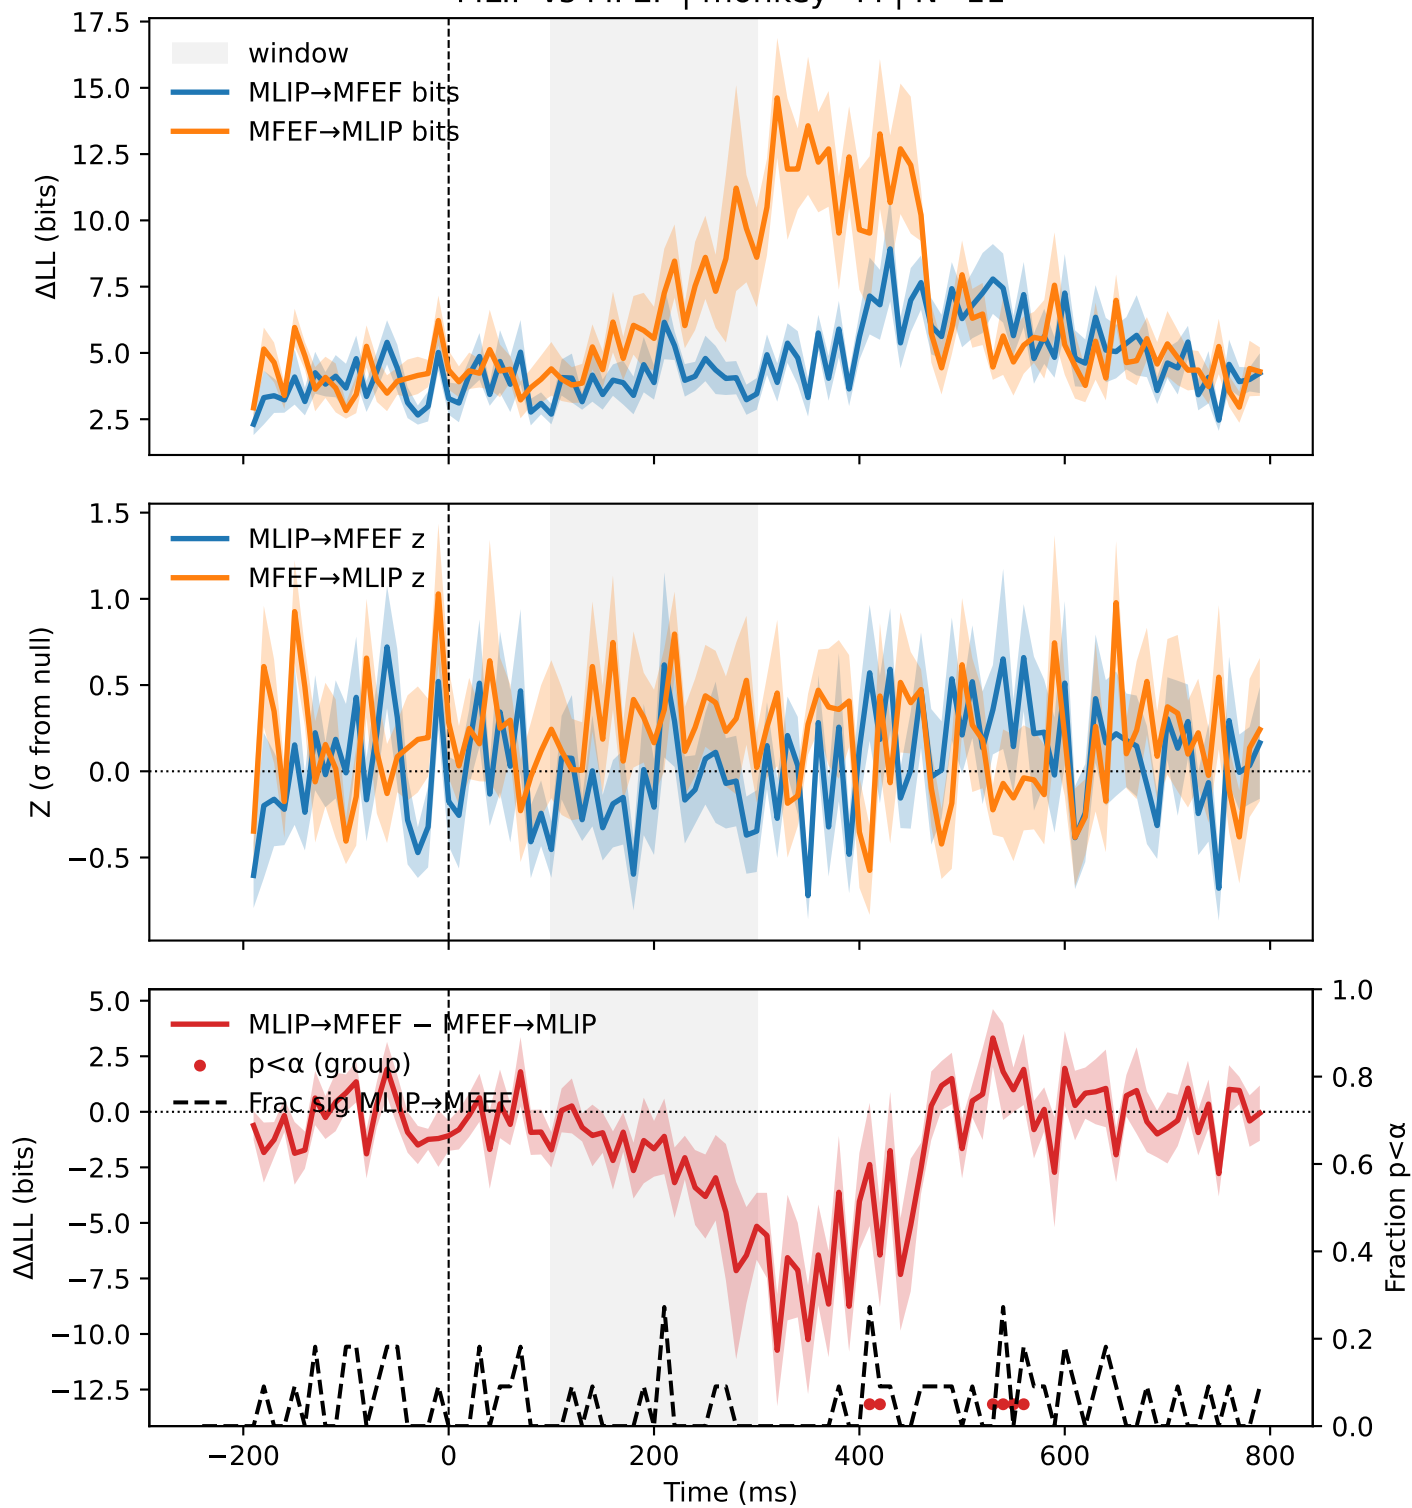 17.5
15.0
12.5
10.0
7.5
5.0
2.5
ΔLL (bits)
window
MLIP→MFEF bits
MFEF→MLIP bits
1.5
1.0
0.5
0.0
−0.5
Z (σ from null)
MLIP→MFEF z
MFEF→MLIP z
5.0
2.5
0.0
−2.5
−5.0
−7.5
−10.0
−12.5
ΔΔLL (bits)
MLIP→MFEF − MFEF→MLIP
p<α (group)
Frac sig MLIP→MFEF
1.0
0.8
0.6
0.4
0.2
0.0
Fraction p<α
−200
0
200
400
600
800
Time (ms)